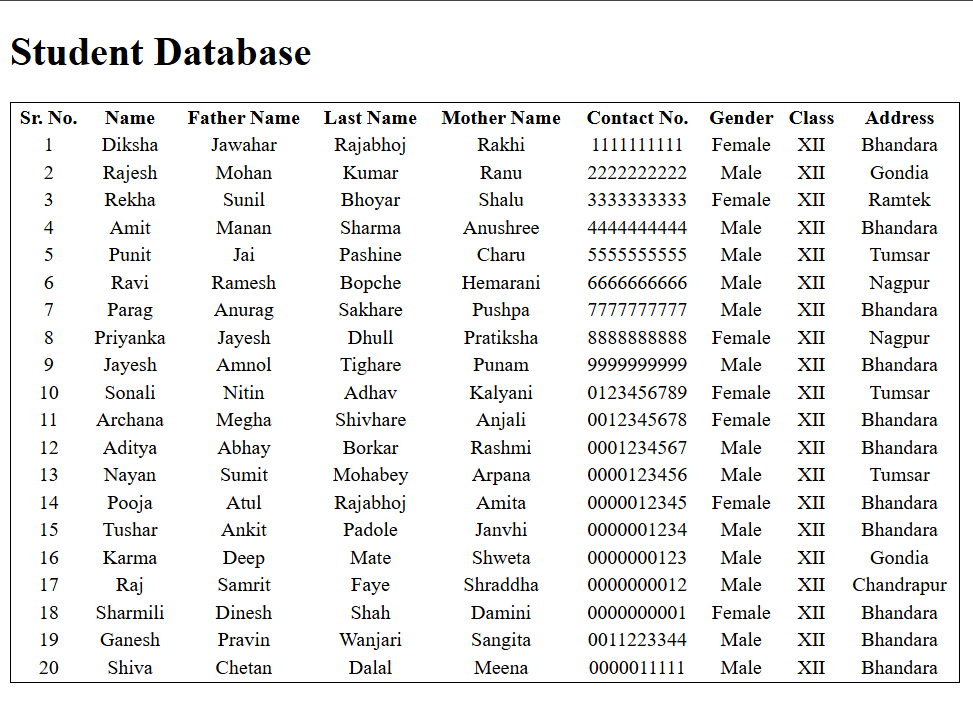 Student Database
Sr. No. Name Father Name Last Name Mother Name Contact No. Gender Class Address
1 Diksha Jawahar Rajabhoj Rakhi 1111111111 Female XII Bhandara
2 Rajesh Mohan Kumar Ranu 2222222222 Male XII Gondia
3 Rekha Sunil Bhoyar Shalu 3333333333 Female XII Ramtek
4 Amit Manan Sharma Anushree 4444444444 Male XII Bhandara
5 Punit Jai Pashine Charu 5555555555 Male XII Tumsar
6 Ravi Ramesh Bopche Hemarani 6666666666 Male XII Nagpur
7 Parag Anurag Sakhare Pushpa 7777777777 Male XII Bhandara
8 Priyanka Jayesh Dhull Pratiksha 8888888888 Female XII Nagpur
9 Jayesh Amnol Tighare Punam 9999999999 Male XII Bhandara
10 Sonali Nitin Adhav Kalyani 0123456789 Female XII Tumsar
11 Archana Megha Shivhare Anjali 0012345678 Female XII Bhandara
12 Aditya Abhay Borkar Rashmi 0001234567 Male XII Bhandara
13 Nayan Sumit Mohabey Arpana 0000123456 Male XII Tumsar
14 Pooja Atul Rajabhoj Amita 0000012345 Female XII Bhandara
15 Tushar Ankit Padole Janvhi 0000001234 Male XII Bhandara
16 Karma Deep Mate Shweta 0000000123 Male XII Gondia
17 Raj Samrit Faye Shraddha 0000000012 Male XII Chandrapur
18 Sharmili Dinesh Shah Damini 0000000001 Female XII Bhandara
19 Ganesh Pravin Wanjari Sangita 0011223344 Male XII Bhandara
20 Shiva Chetan Dalal Meena 0000011111 Male XII Bhandara